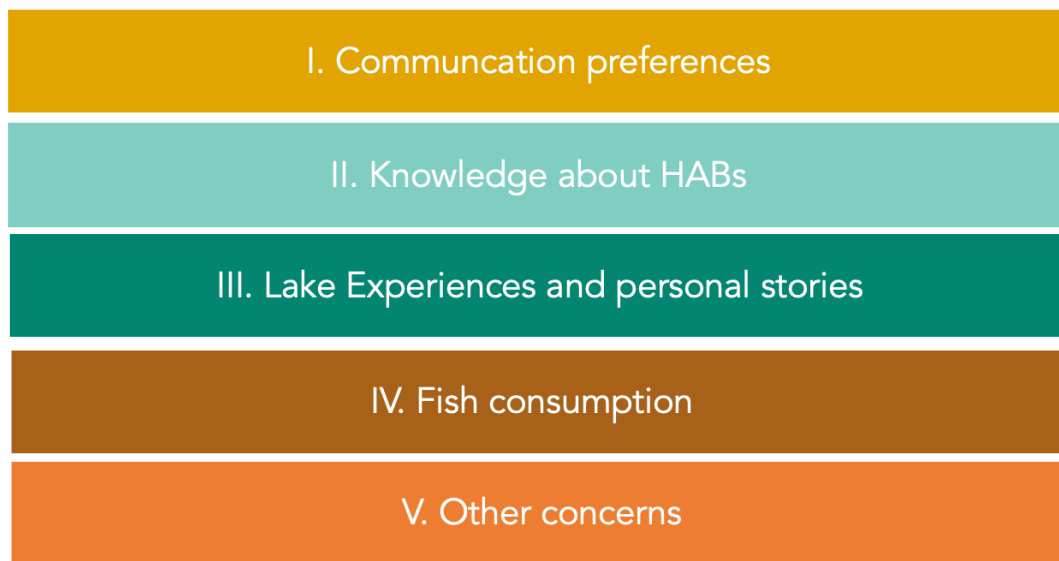 I. Communcation preferences
II. Knowledge about HABs
III. Lake Experiences and personal stories
IV. Fish consumption
V. Other concerns